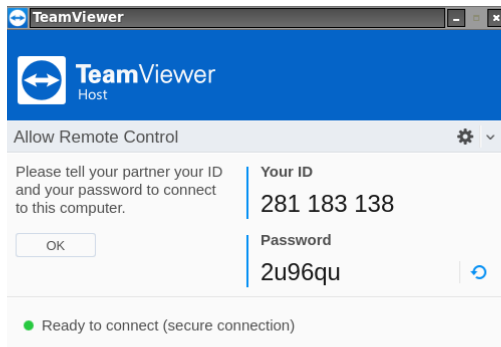 TeamViewer
TeamViewer
Host
Allow Remote Control
Please tell your partner your ID
and your password to connect
to this computer.
OK
Your ID
281 183 138
Password
2u96qu
Ready to connect (secure connection)